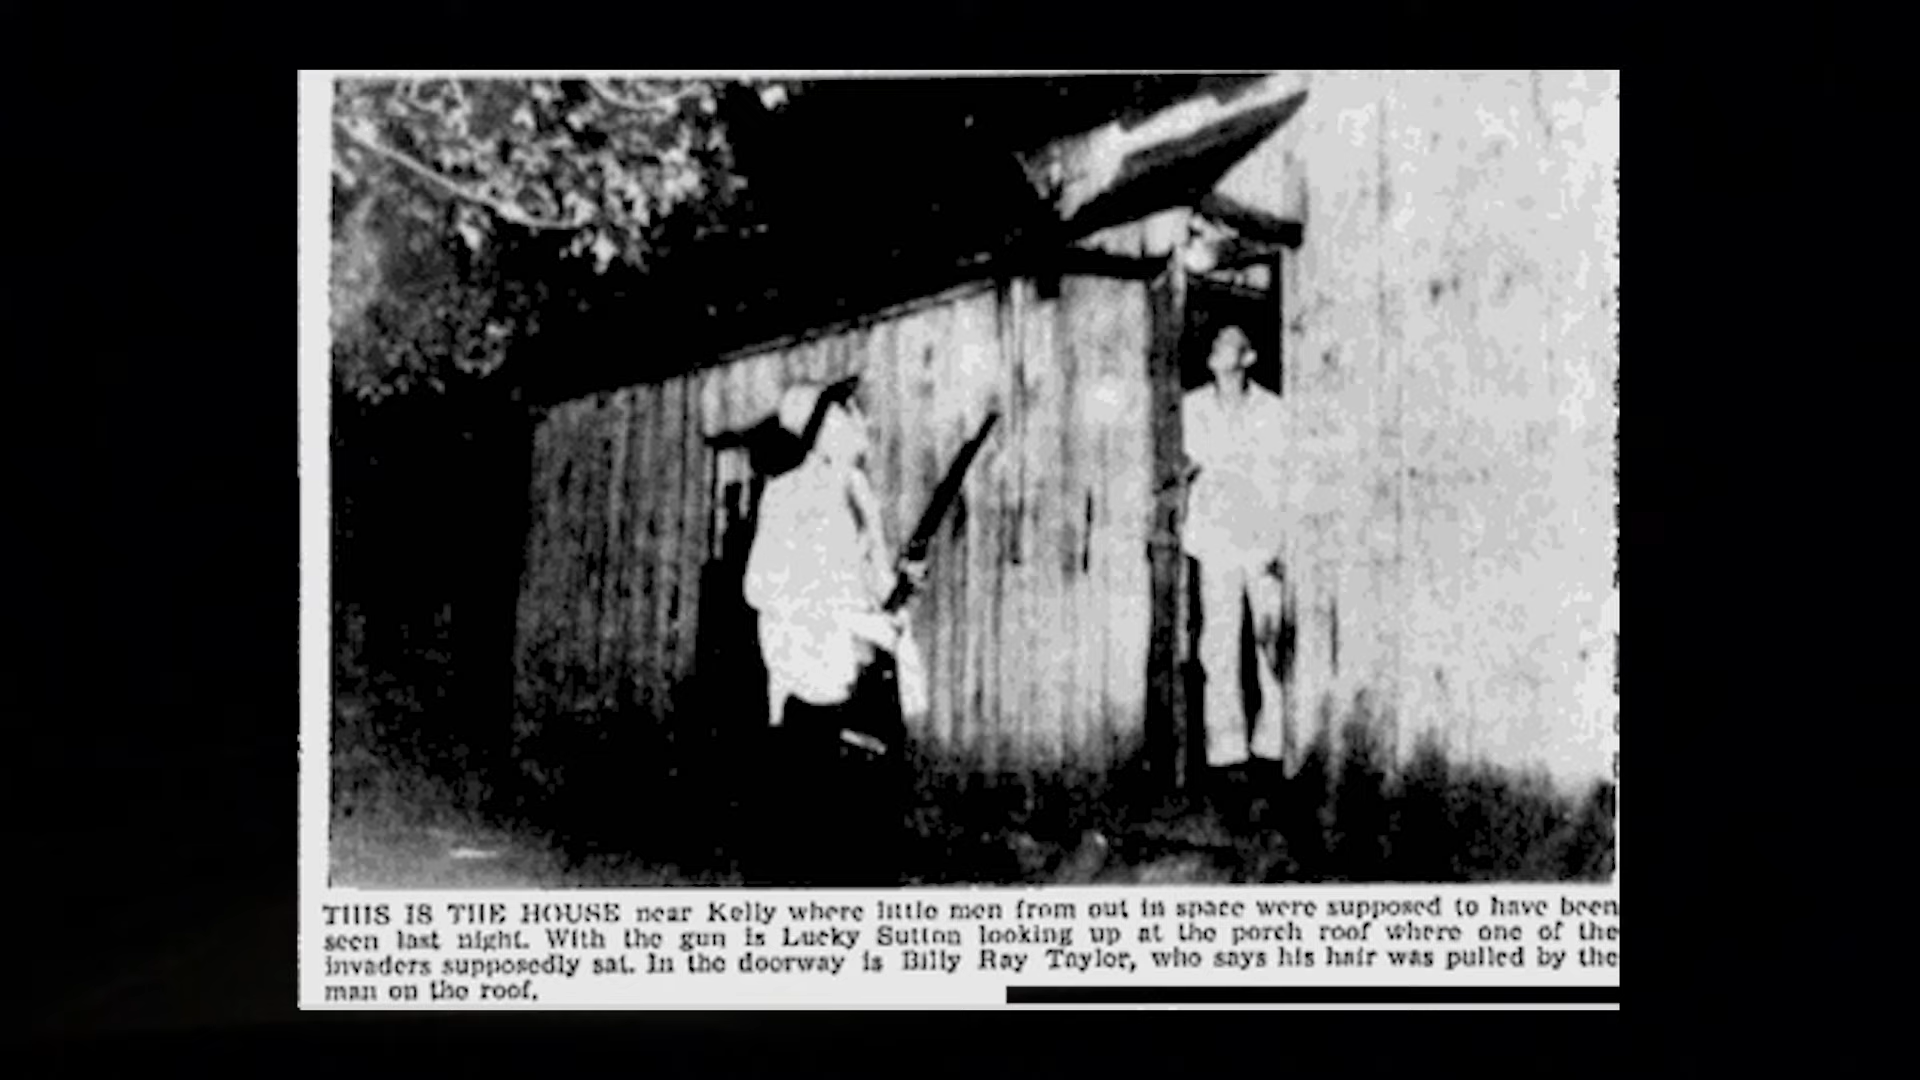 THIS IS THE HOUSE near Kelly where little men from out in space were supposed to have been
seen last night. With the gun is Lucky Sutton looking up at the porch roof where one of the
invaders supposedly sat. In the doorway is Billy Ray Taylor, who says his hair was pulled by the
man on the roof.